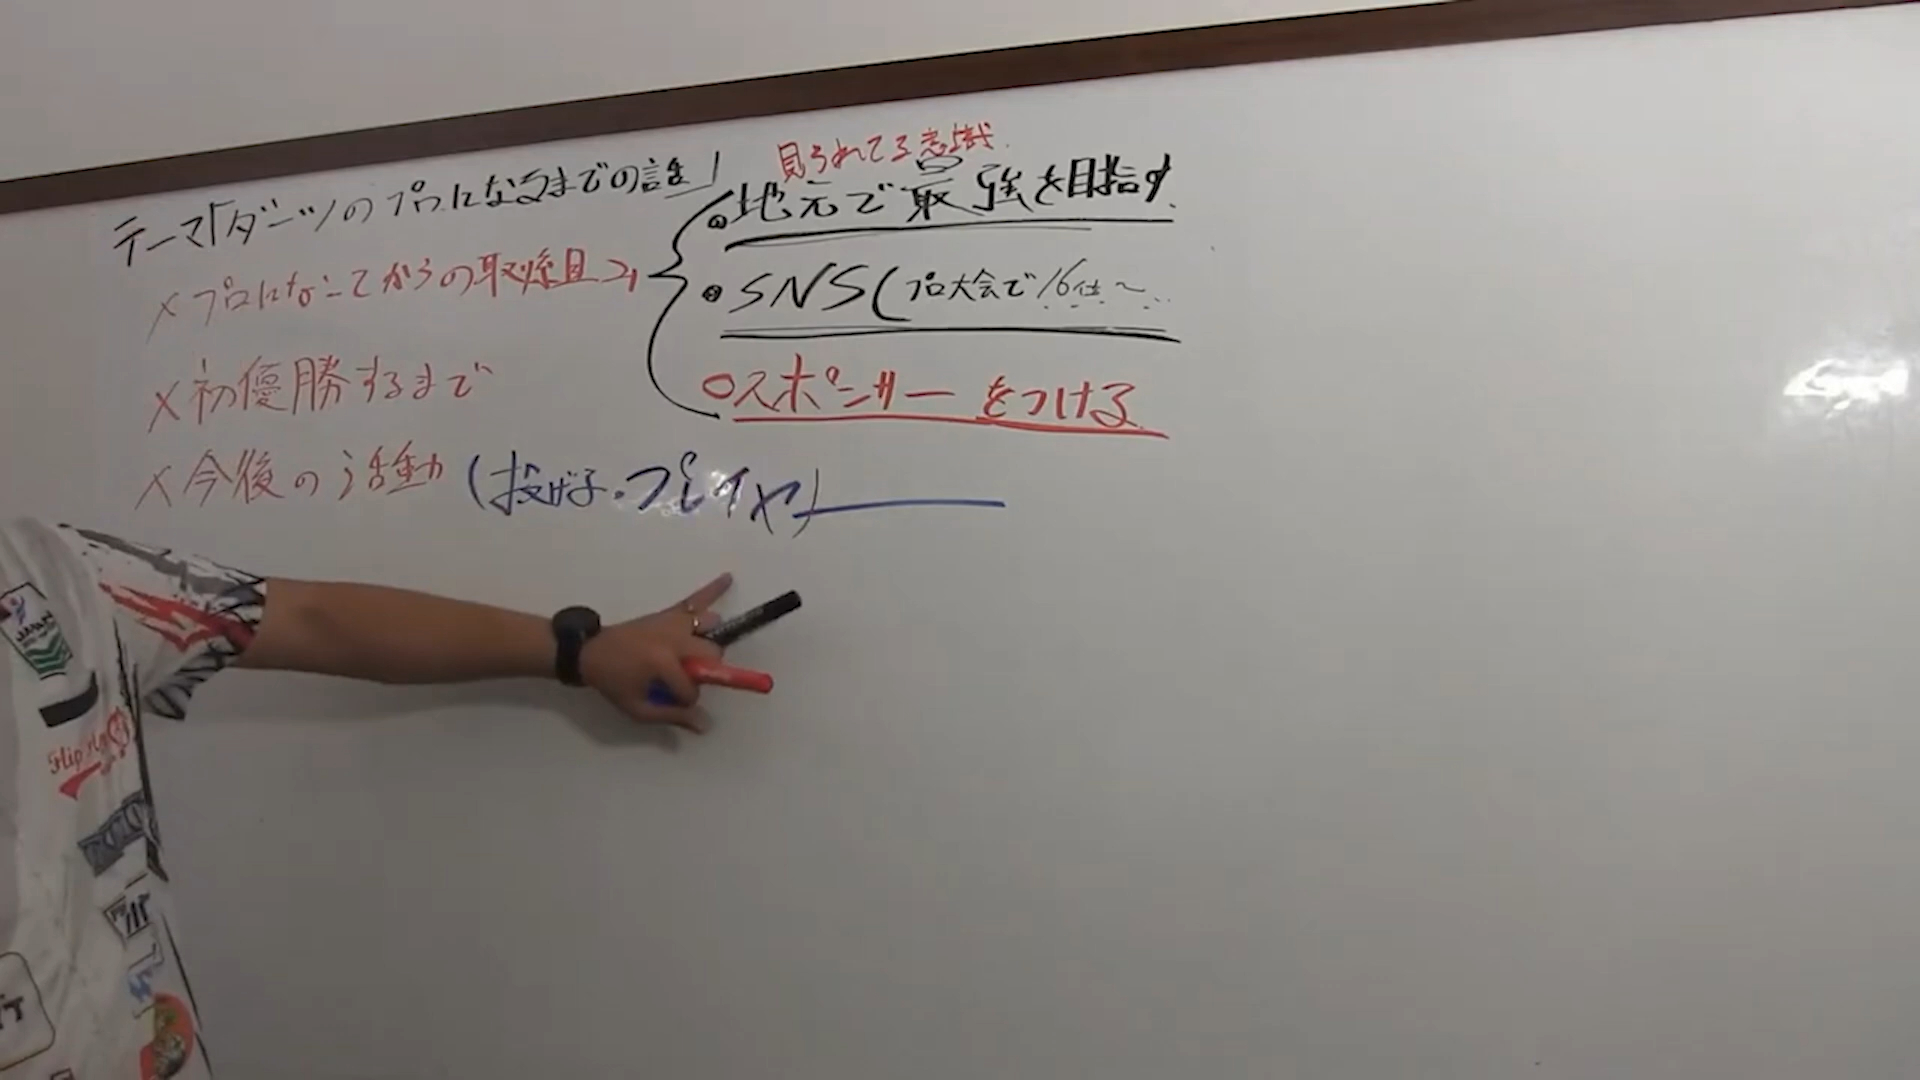 見られてる意識
テーマ「ダーツのプロになるまでの話」
・地元で最強を目指す
×プロになってからの取り組み
・SNS(プロ大会で16位〜
×初優勝するまで
○スポンサーをつける
×今後の活動(投げ子・プレイヤー)
Flip